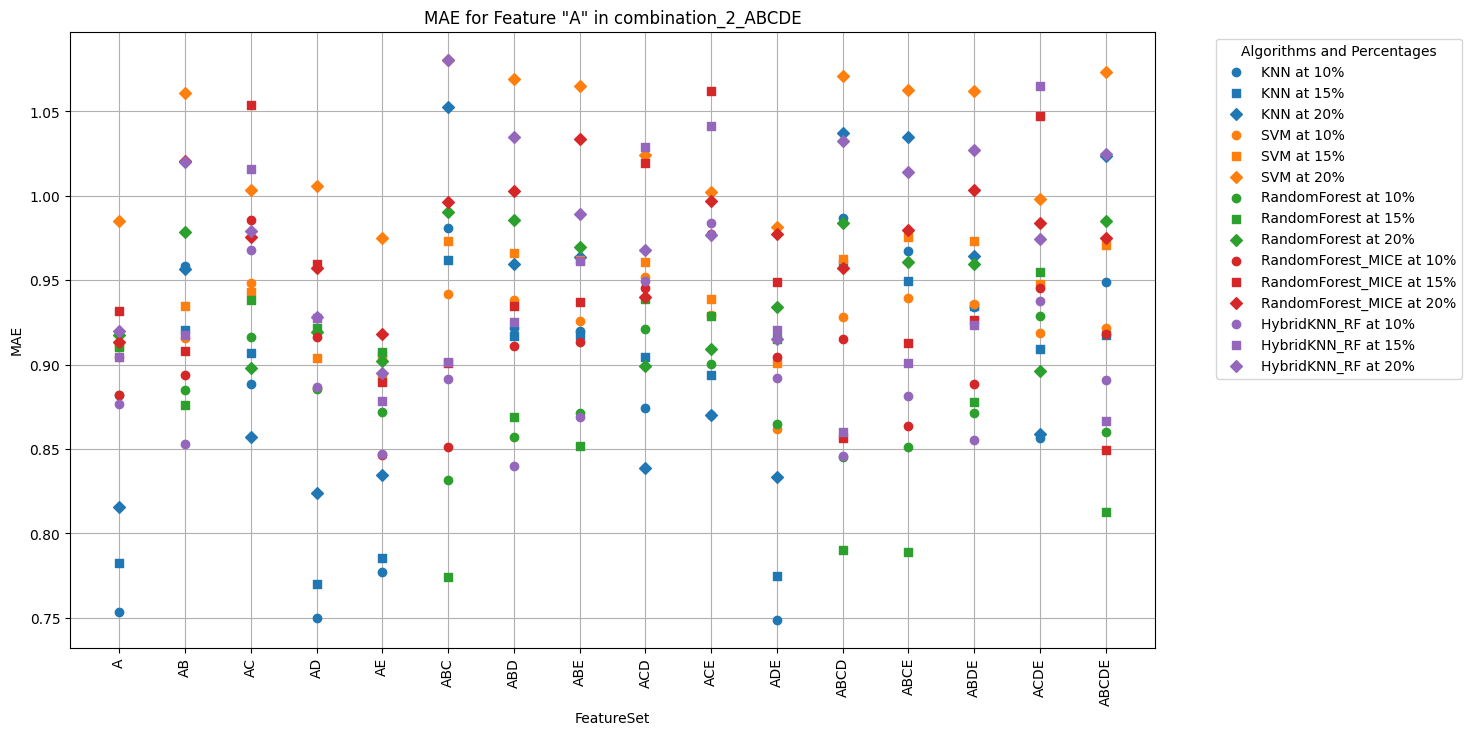 MAE for Feature "A" in combination_2_ABCDE
MAE
1.05
1.00
0.95
0.90
0.85
0.80
0.75
A
AB
AC
AD
AE
ABC
ABD
ABE
ACD
ACE
ADE
ABCD
ABCE
ABDE
ACDE
ABCDE
FeatureSet
Algorithms and Percentages
KNN at 10%
KNN at 15%
KNN at 20%
SVM at 10%
SVM at 15%
SVM at 20%
RandomForest at 10%
RandomForest at 15%
RandomForest at 20%
RandomForest_MICE at 10%
RandomForest_MICE at 15%
RandomForest_MICE at 20%
HybridKNN_RF at 10%
HybridKNN_RF at 15%
HybridKNN_RF at 20%